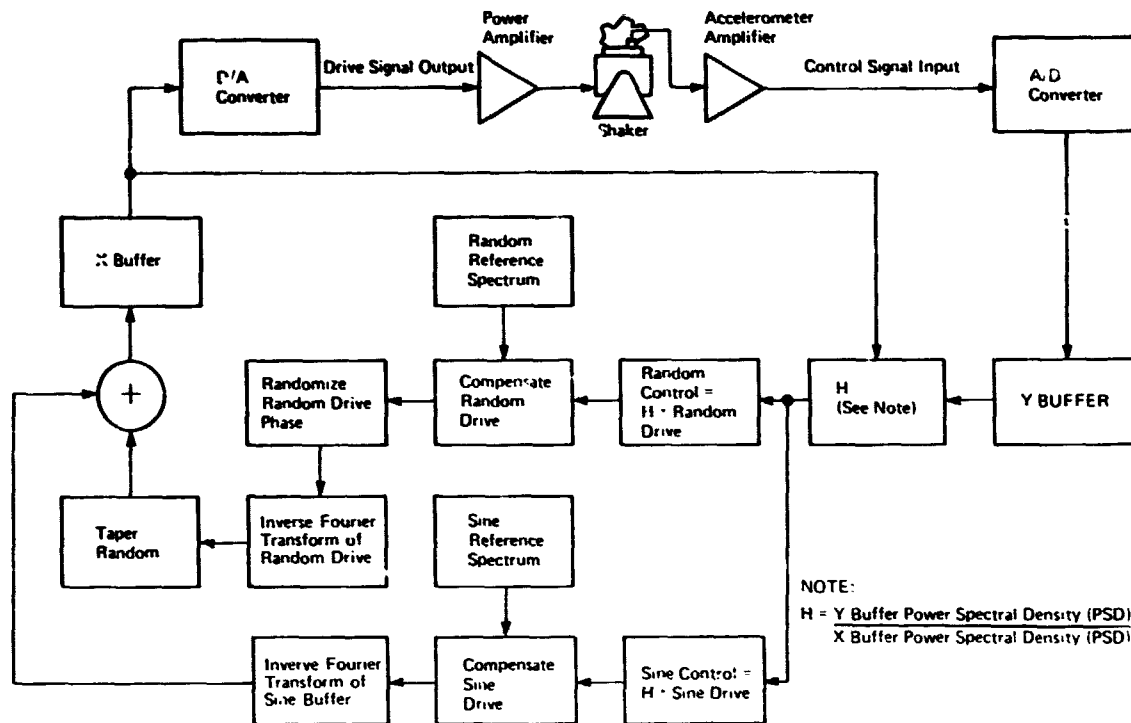 Power
Amplifier
Accelerometer
Amplifier
D/A
Converter
Drive Signal Output
Shaker
Control Signal Input
A/D
Converter
X Buffer
Random
Reference
Spectrum
+
Randomize
Random Drive
Phase
Compensate
Random
Drive
Random
Control =
H · Random
Drive
H
(See Note)
Y BUFFER
Taper
Random
Inverse Fourier
Transform of
Random Drive
Sine
Reference
Spectrum
NOTE:
H = Y Buffer Power Spectral Density (PSD)
X Buffer Power Spectral Density (PSD)
Inverve Fourier
Transform of
Sine Buffer
Compensate
Sine
Drive
Sine Control =
H · Sine Drive